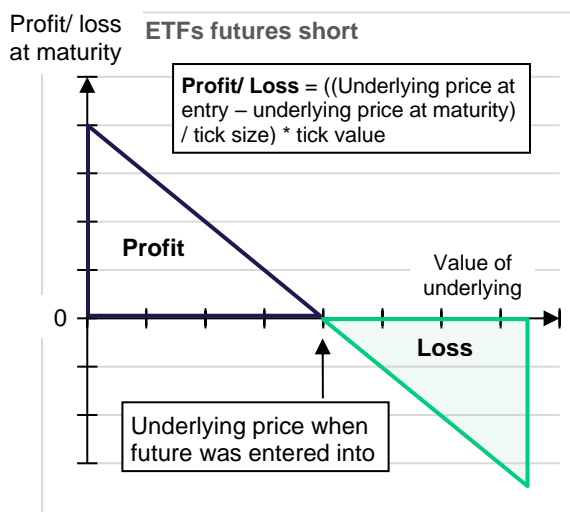 Profit/ loss
at maturity
ETFs futures short
Profit/ Loss = ((Underlying price at
entry – underlying price at maturity)
/ tick size) * tick value
Profit
Value of
underlying
0
Loss
Underlying price when
future was entered into